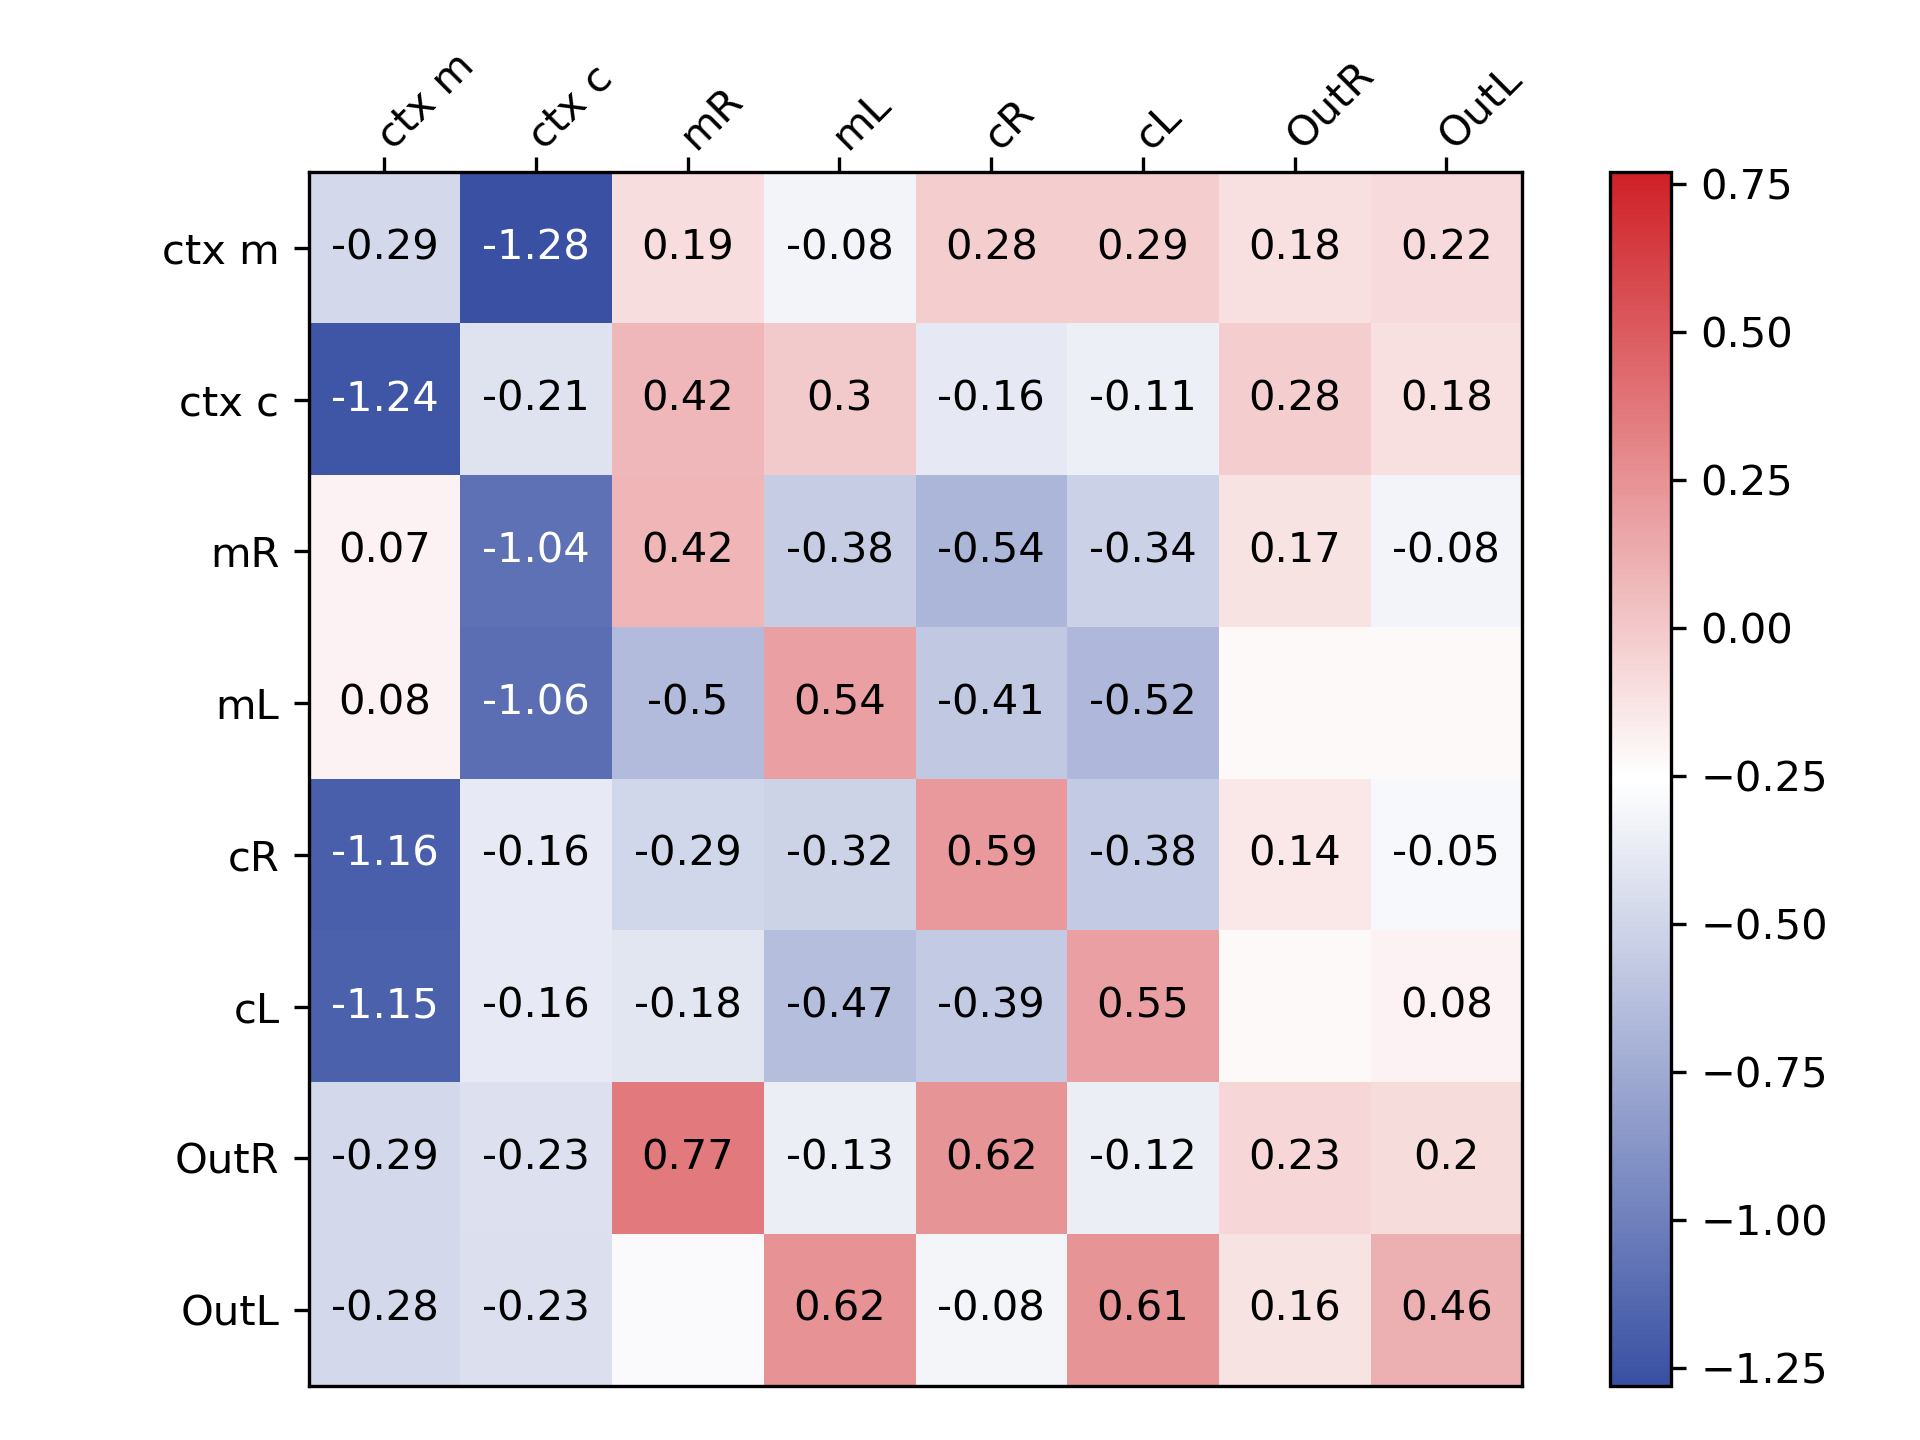 ctx m ctx c mR mL cR cL OutR OutL
ctx m -0.29 -1.28 0.19 -0.08 0.28 0.29 0.18 0.22
ctx c -1.24 -0.21 0.42 0.3 -0.16 -0.11 0.28 0.18
mR 0.07 -1.04 0.42 -0.38 -0.54 -0.34 0.17 -0.08
mL 0.08 -1.06 -0.5 0.54 -0.41 -0.52
cR -1.16 -0.16 -0.29 -0.32 0.59 -0.38 0.14 -0.05
cL -1.15 -0.16 -0.18 -0.47 -0.39 0.55 0.08
OutR -0.29 -0.23 0.77 -0.13 0.62 -0.12 0.23 0.2
OutL -0.28 -0.23 0.62 -0.08 0.61 0.16 0.46
0.75
0.50
0.25
0.00
−0.25
−0.50
−0.75
−1.00
−1.25